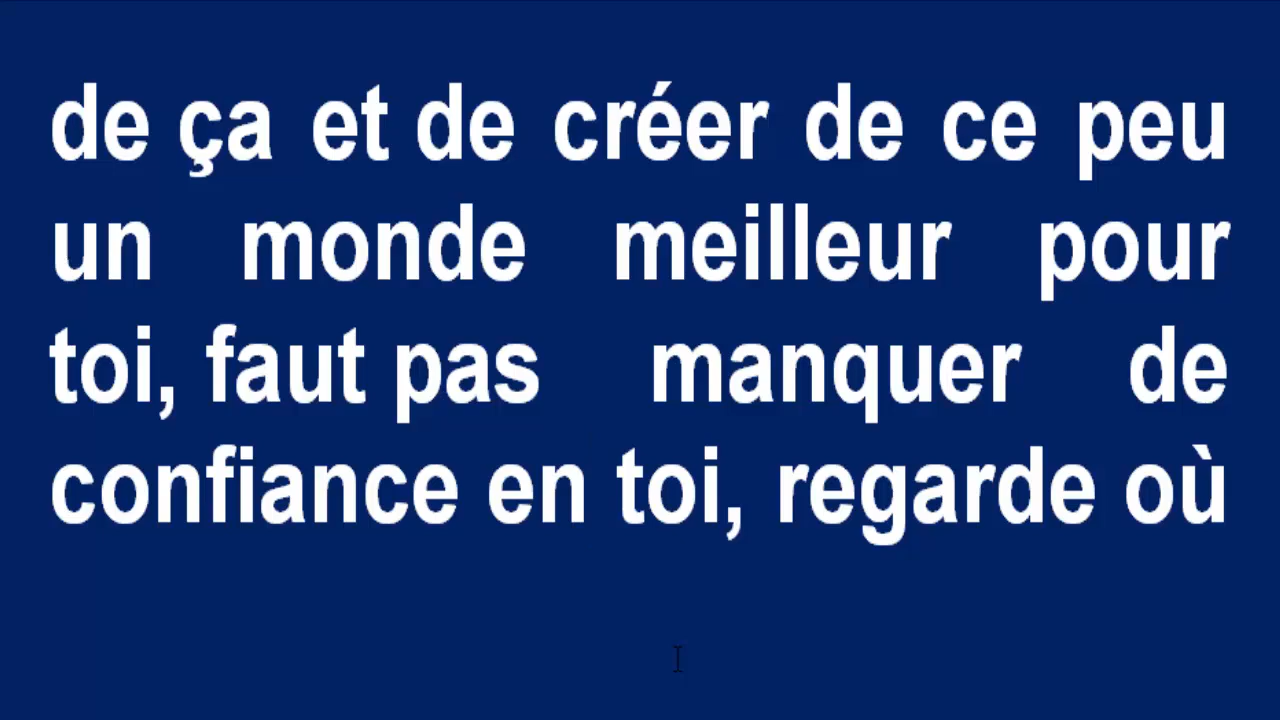 de ça et de créer de ce peu
un monde meilleur pour
toi, faut pas manquer de
confiance en toi, regarde où